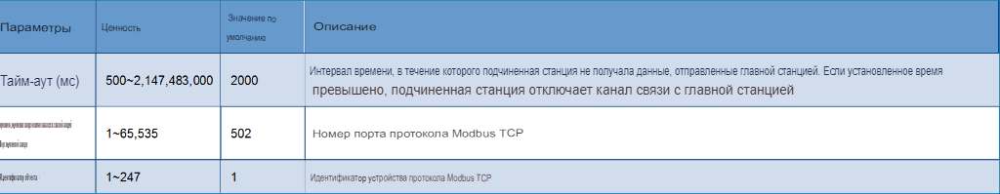 Параметры
Ценность
Значение по
умолчанию
Описание
Тайм-аут (мс)
500~2,147,483,000
2000
Интервал времени, в течение которого подчиненная станция не получала данные, отправленные главной станцией. Если установленное время
превышено, подчиненная станция отключает канал связи с главной станцией
1~65,535
502
Номер порта протокола Modbus TCP
Идентификатор объекта
1~247
1
Идентификатор устройства протокола Modbus TCP